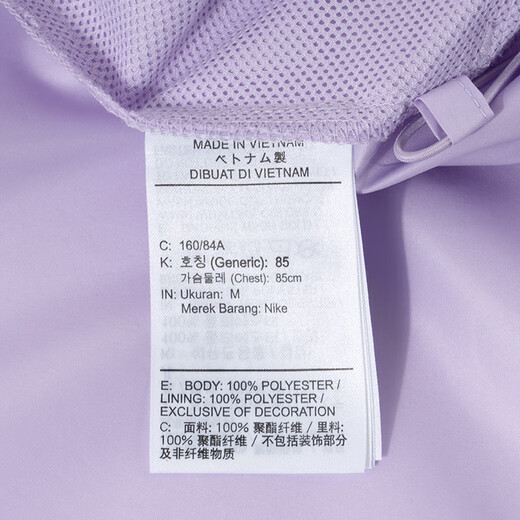 MADE IN VIETNAM
ベトナム製
DIBUAT DI VIETNAM
C: 160/84A
K: 호칭 (Generic): 85
가슴둘레 (Chest): 85cm
IN: Ukuran: M
Merek Barang: Nike
E: BODY: 100% POLYESTER /
LINING: 100% POLYESTER /
EXCLUSIVE OF DECORATION
C: 面料: 100% 聚酯纤维 / 里料:
100% 聚酯纤维 / 不包括装饰部分
及非纤维物质